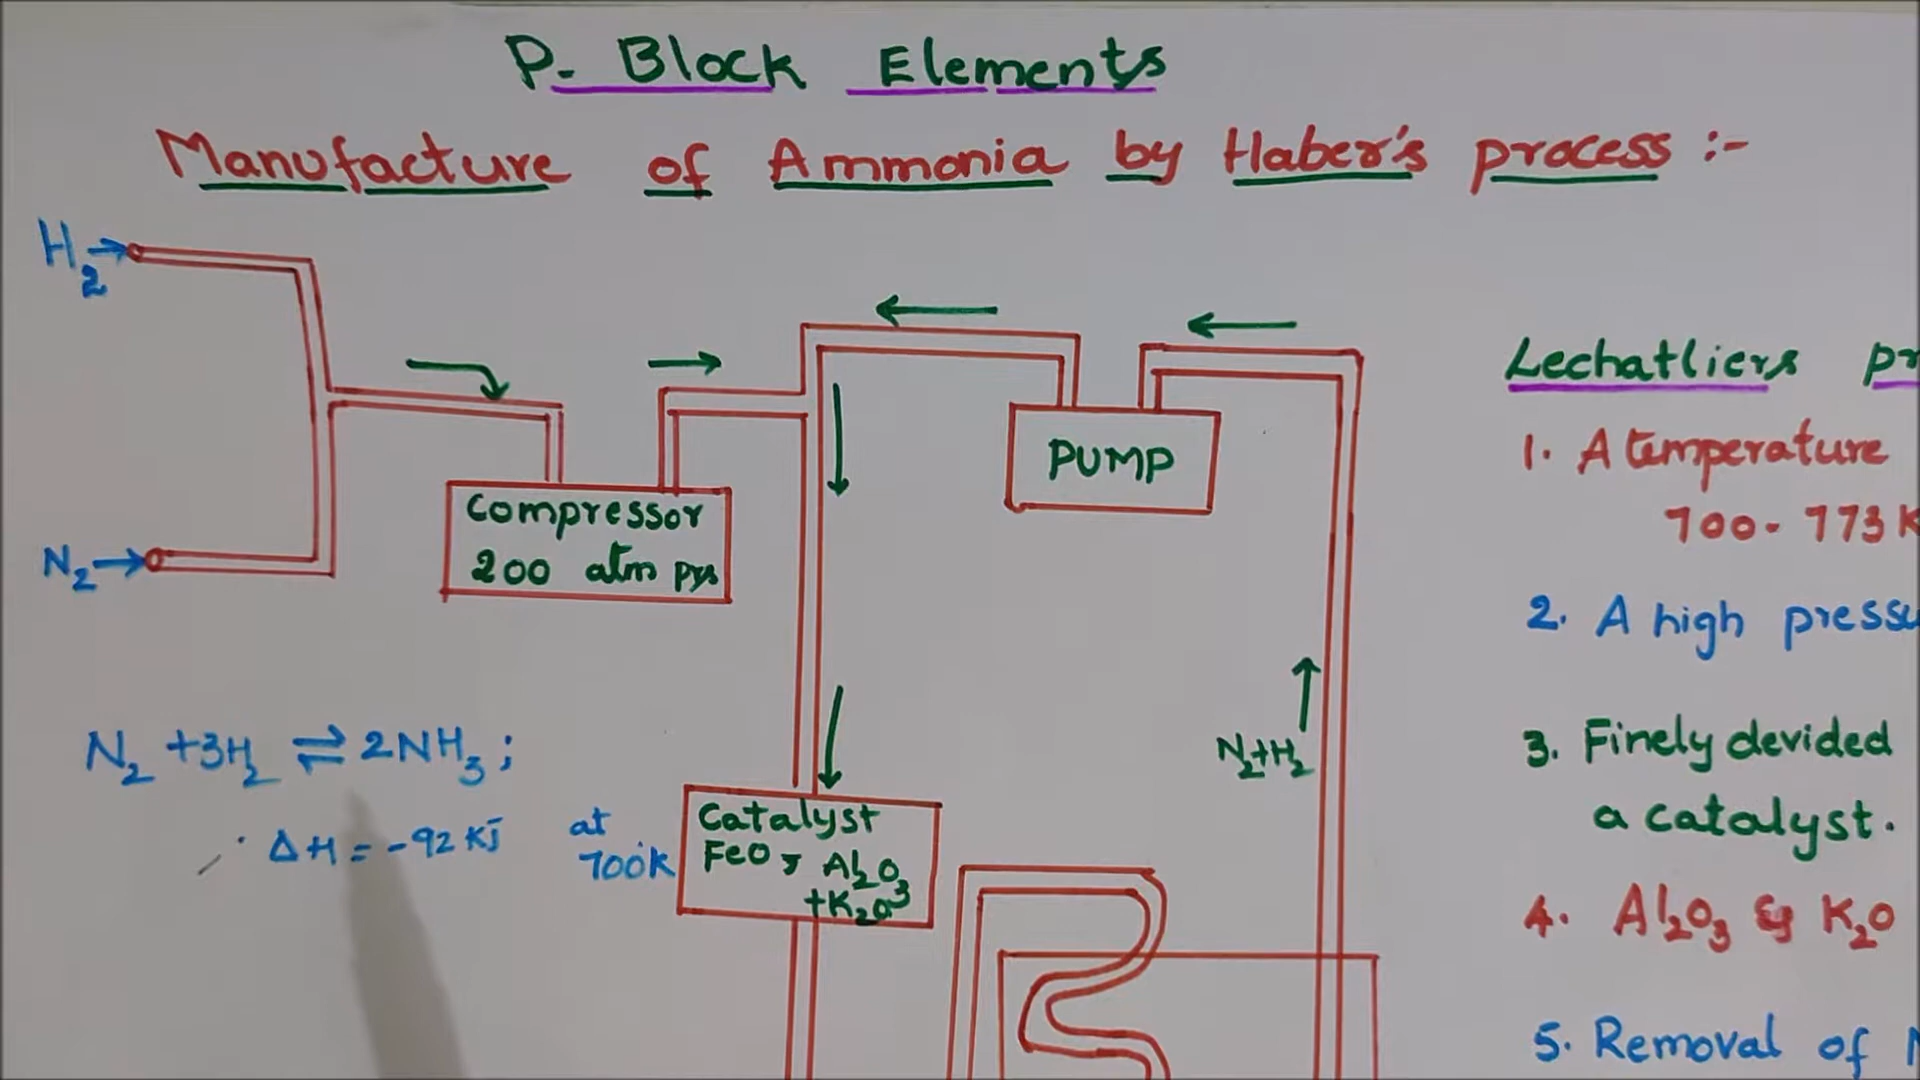 P. Block Elements
Manufacture of Ammonia by Haber's process :-
H2
N2
Compressor
200 atm prs
PUMP
N2+H2
N2 +3H2 ⇌ 2NH3;
ΔH = -92 KJ
at
700k
Catalyst
FeO, Al2O3
+K2O
Lechatliers
1. A temperature
700 - 773 K
2. A high
3. Finely devided
a catalyst.
4. Al2O3 & K2O
5. Removal of